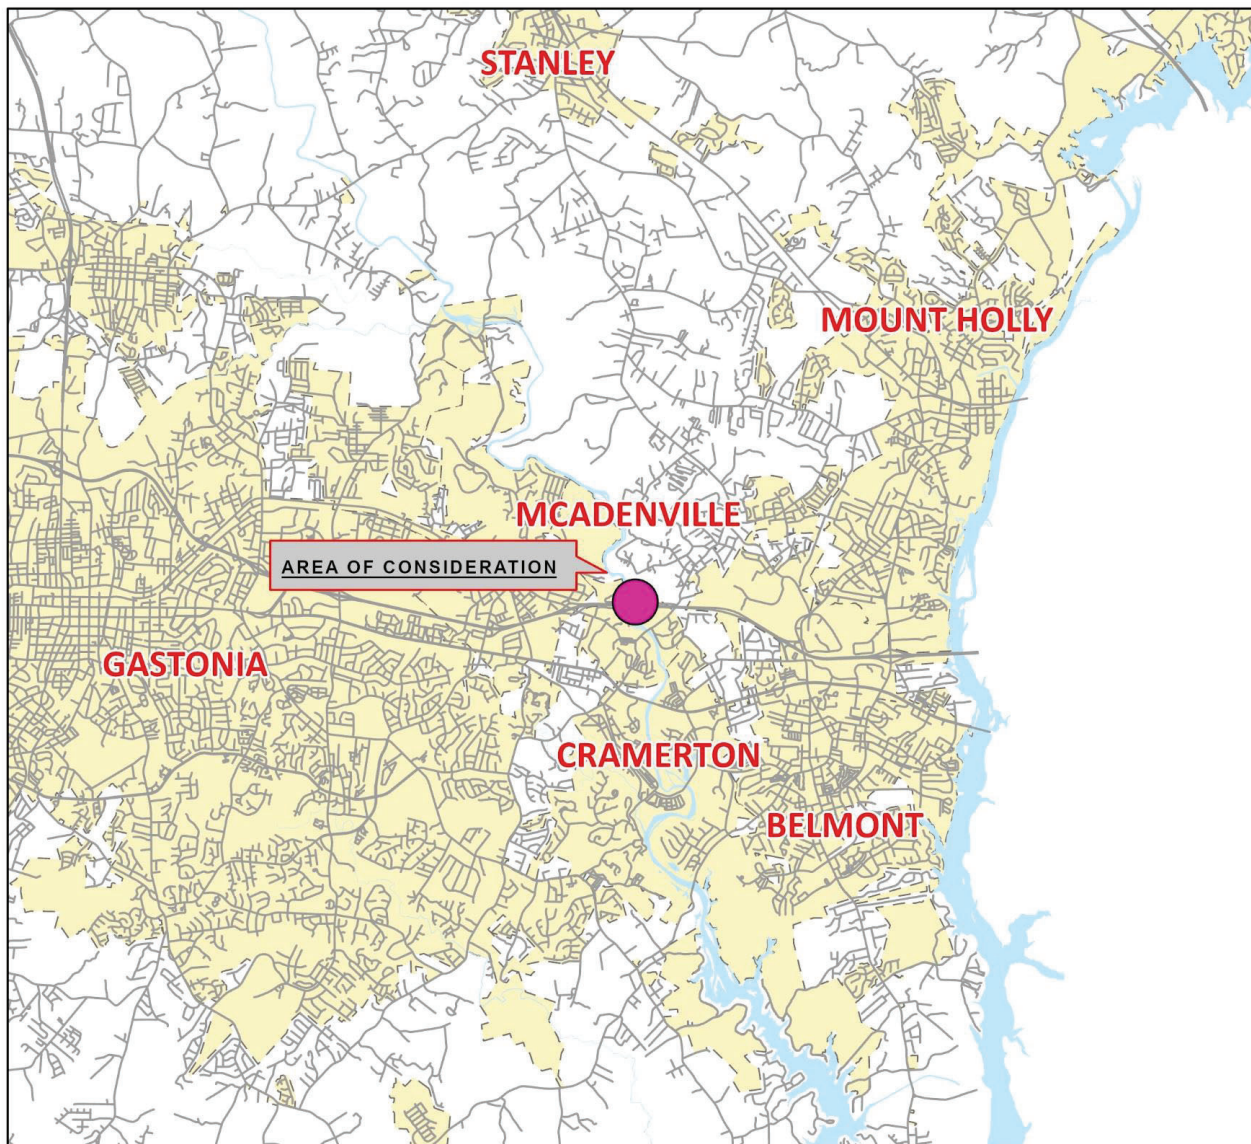 STANLEY
MOUNT HOLLY
MCADENVILLE
AREA OF CONSIDERATION
GASTONIA
CRAMERTON
BELMONT